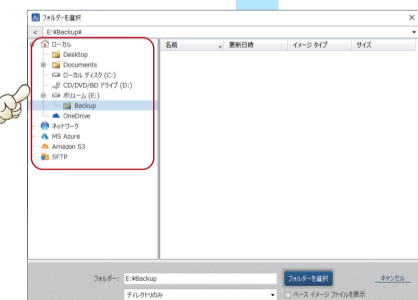 フォルダーを選択
E:¥Backup¥
ローカル
名前 更新日時 イメージ タイプ サイズ
Desktop
Documents
ローカル ディスク (C:)
CD/DVD/BD ドライブ (D:)
ボリューム (E:)
Backup
OneDrive
ネットワーク
MS Azure
Amazon S3
SFTP
フォルダー: E:¥Backup フォルダーを選択 キャンセル
ディレクトリのみ ベース イメージ ファイルを表示